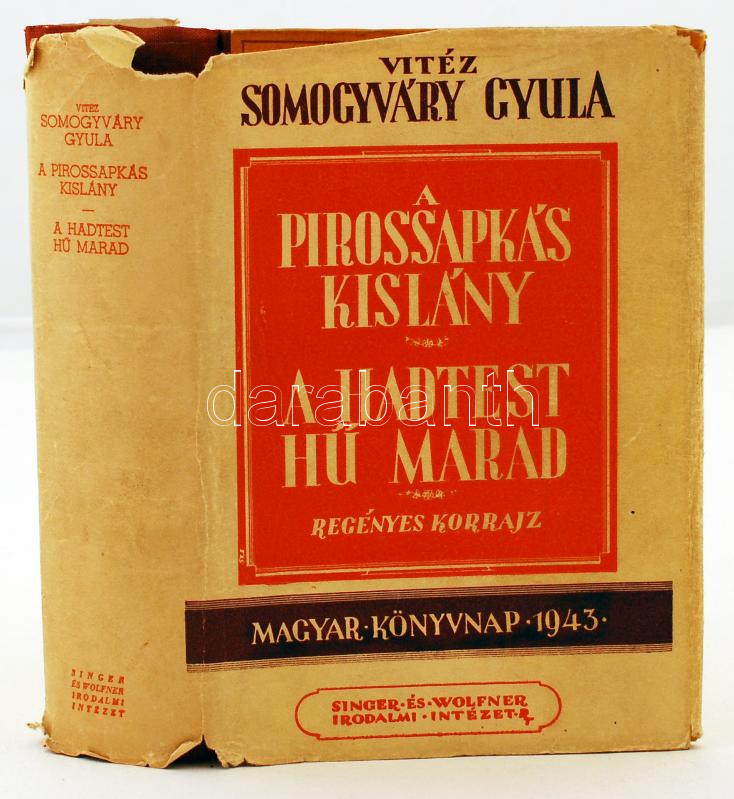 VITÉZ
SOMOGYVÁRY
GYULA
A PIROSSAPKÁS
KISLÁNY
A HADTEST
HŰ MARAD
SINGER
ÉS WOLFNER
IRODALMI
INTÉZET
VITÉZ
SOMOGYVÁRY GYULA
A
PIROSSAPKÁS
KISLÁNY
A HADTEST
HŰ MARAD
REGÉNYES KORRAJZ
MAGYAR·KÖNYVNAP·1943·
SINGER·ÉS·WOLFNER
IRODALMI·INTÉZET·RT
darabanth